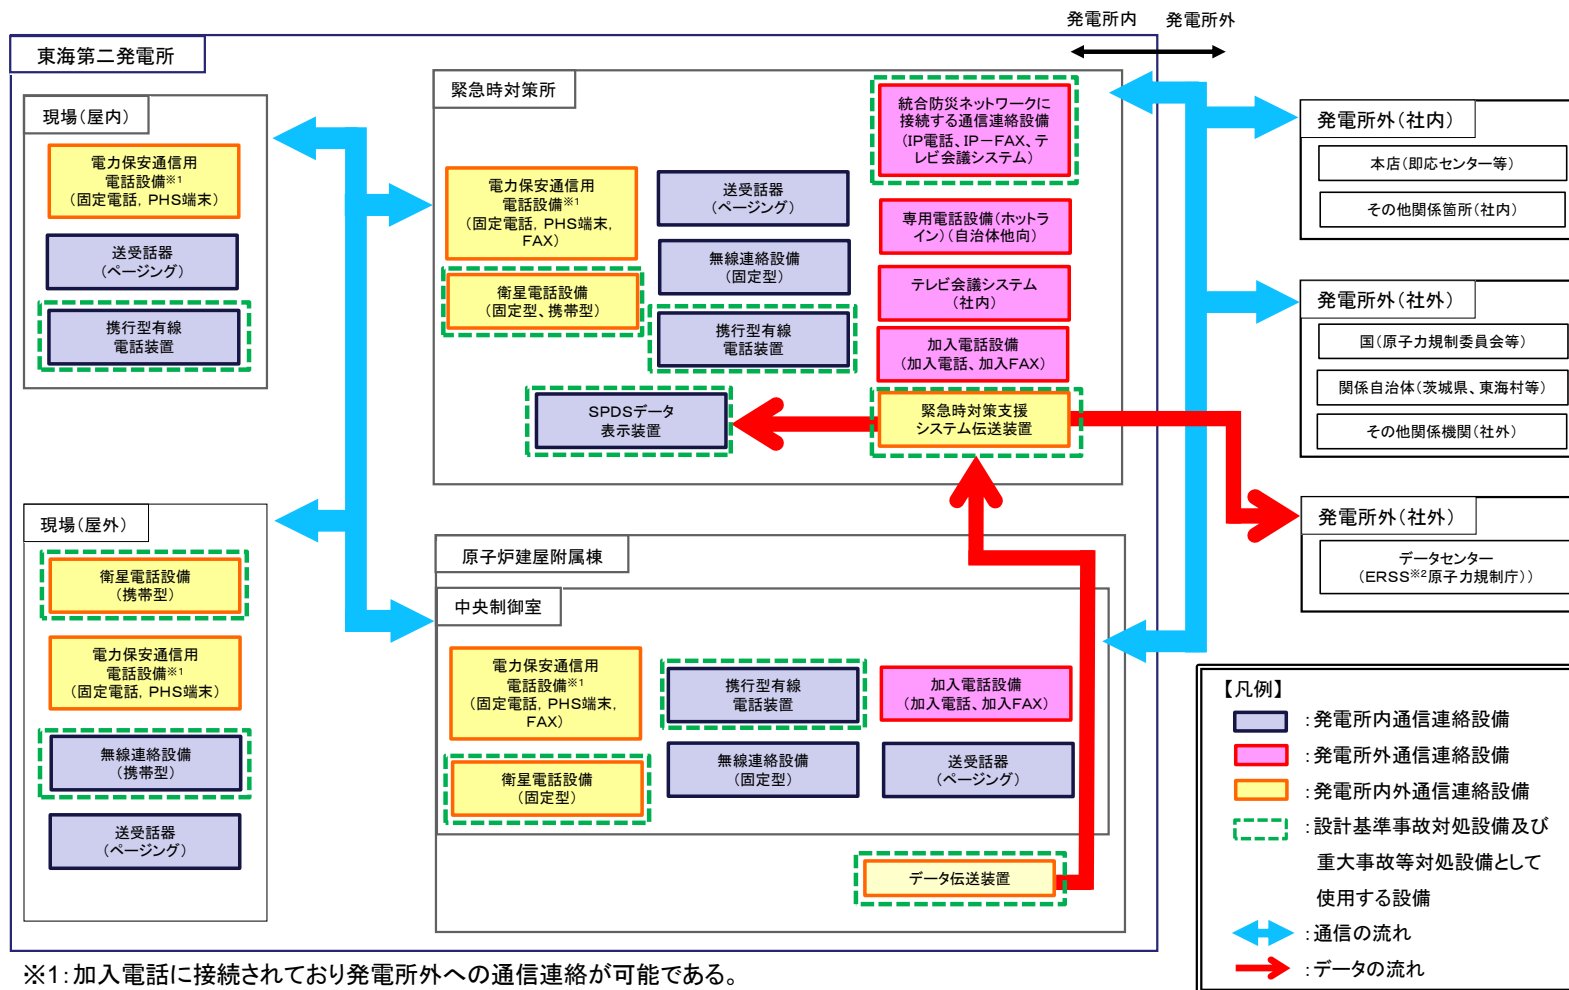 発電所内　発電所外
東海第二発電所
現場(屋内)
電力保安通信用
電話設備※1
(固定電話, PHS端末)
送受話器
(ページング)
携行型有線
電話装置
緊急時対策所
電力保安通信用
電話設備※1
(固定電話, PHS端末,
FAX)
衛星電話設備
(固定型、携帯型)
送受話器
(ページング)
無線連絡設備
(固定型)
携行型有線
電話装置
統合防災ネットワークに
接続する通信連絡設備
(IP電話、IP－FAX、テ
レビ会議システム)
専用電話設備(ホットラ
イン)(自治体他向)
テレビ会議システム
(社内)
加入電話設備
(加入電話、加入FAX)
SPDSデータ
表示装置
緊急時対策支援
システム伝送装置
発電所外(社内)
本店(即応センター等)
その他関係箇所(社内)
発電所外(社外)
国(原子力規制委員会等)
関係自治体(茨城県、東海村等)
その他関係機関(社外)
発電所外(社外)
データセンター
(ERSS※2原子力規制庁))
現場(屋外)
衛星電話設備
(携帯型)
電力保安通信用
電話設備※1
(固定電話, PHS端末)
無線連絡設備
(携帯型)
送受話器
(ページング)
原子炉建屋附属棟
中央制御室
電力保安通信用
電話設備※1
(固定電話, PHS端末,
FAX)
衛星電話設備
(固定型)
携行型有線
電話装置
無線連絡設備
(固定型)
加入電話設備
(加入電話、加入FAX)
送受話器
(ページング)
データ伝送装置
【凡例】
:発電所内通信連絡設備
:発電所外通信連絡設備
:発電所内外通信連絡設備
:設計基準事故対処設備及び
重大事故等対処設備として
使用する設備
:通信の流れ
:データの流れ
※1:加入電話に接続されており発電所外への通信連絡が可能である。